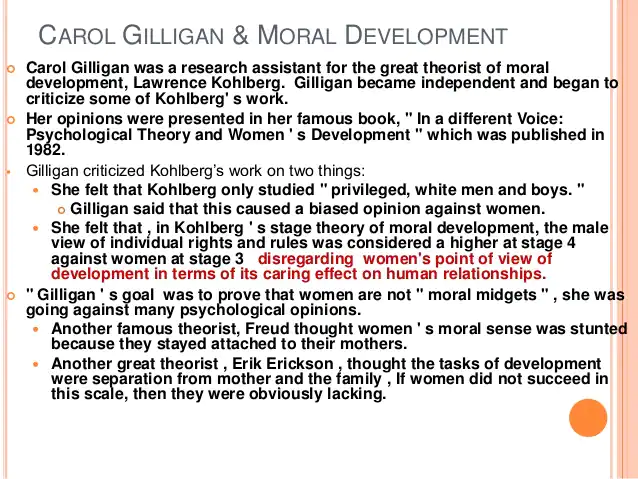 CAROL GILLIGAN & MORAL DEVELOPMENT
Carol Gilligan was a research assistant for the great theorist of moral
development, Lawrence Kohlberg. Gilligan became independent and began to
criticize some of Kohlberg' s work.
Her opinions were presented in her famous book, " In a different Voice:
Psychological Theory and Women ' s Development " which was published in
1982.
Gilligan criticized Kohlberg's work on two things:
She felt that Kohlberg only studied " privileged, white men and boys. "
Gilligan said that this caused a biased opinion against women.
She felt that , in Kohlberg ' s stage theory of moral development, the male
view of individual rights and rules was considered a higher at stage 4
against women at stage 3 disregarding women's point of view of
development in terms of its caring effect on human relationships.
" Gilligan ' s goal was to prove that women are not " moral midgets " , she was
going against many psychological opinions.
Another famous theorist, Freud thought women ' s moral sense was stunted
because they stayed attached to their mothers.
Another great theorist , Erik Erickson , thought the tasks of development
were separation from mother and the family , If women did not succeed in
this scale, then they were obviously lacking.